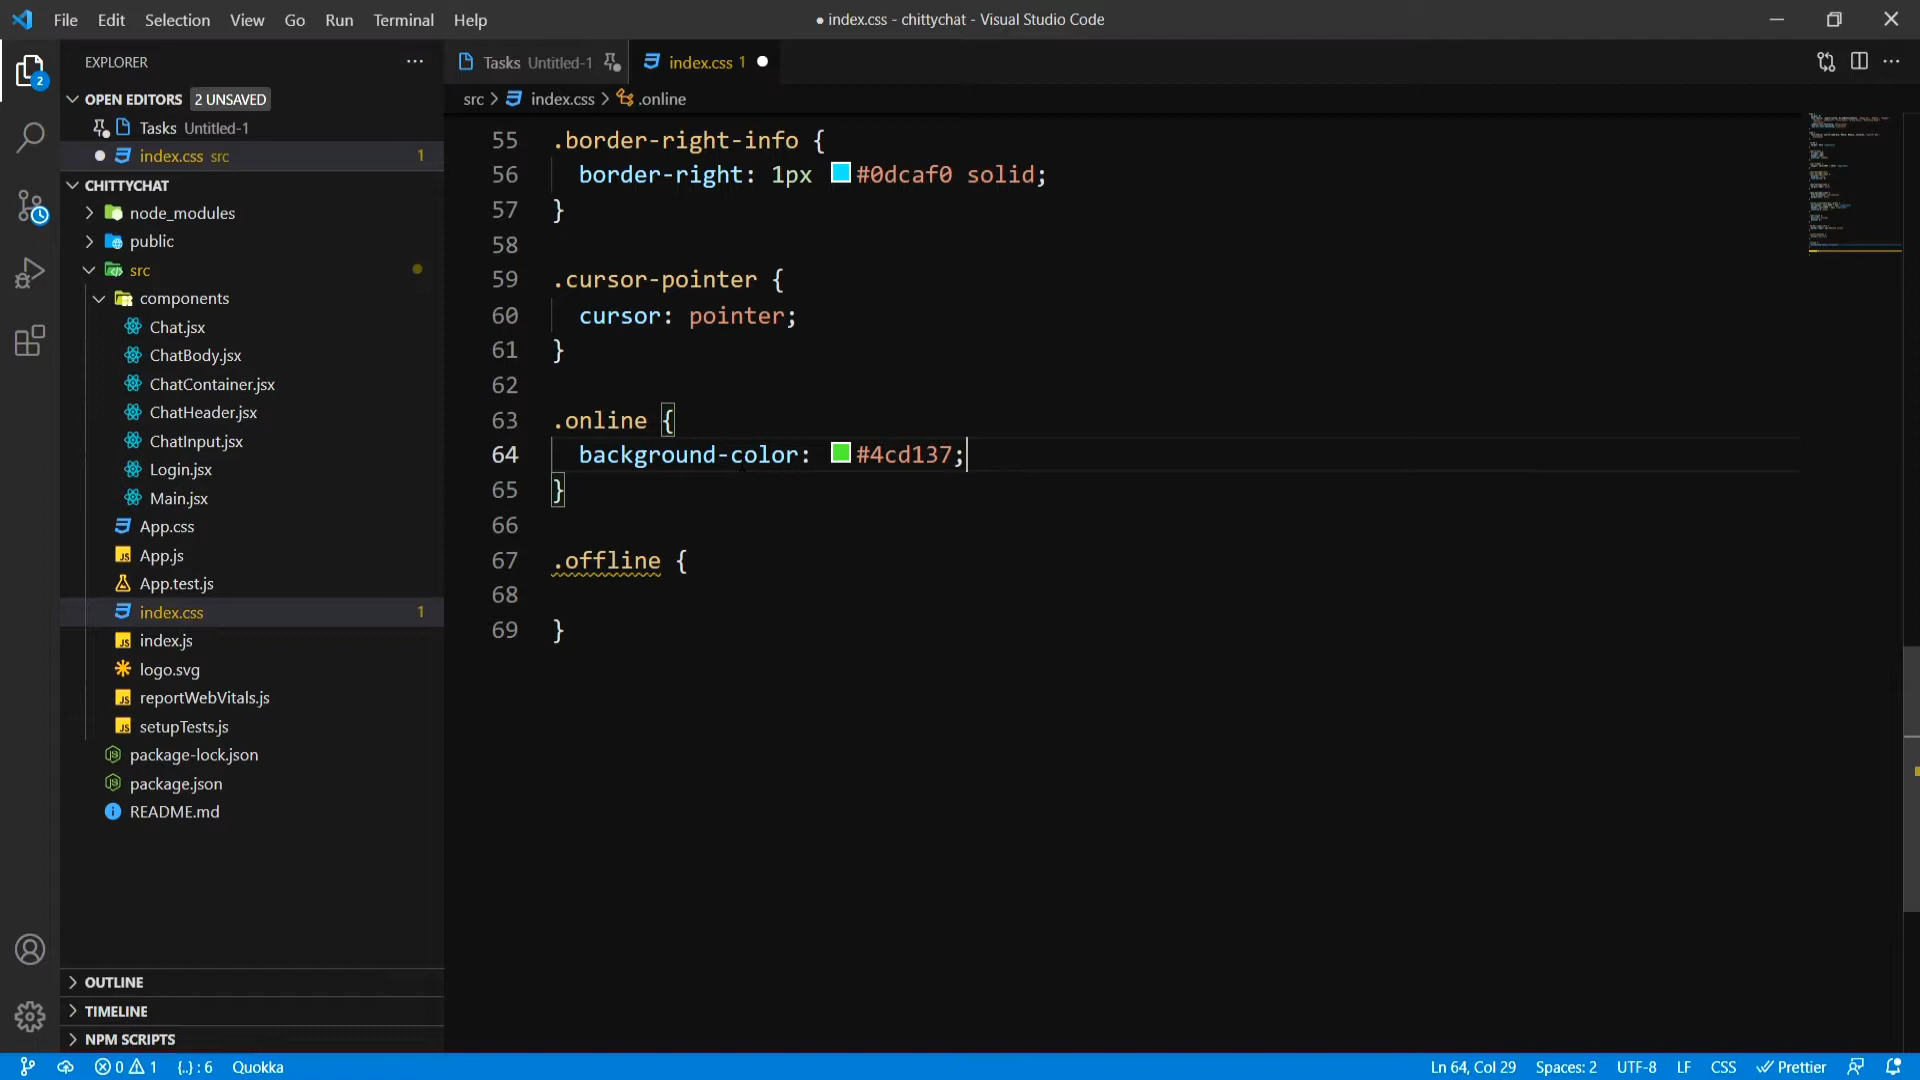 File Edit Selection View Go Run Terminal Help
● index.css - chittychat - Visual Studio Code
EXPLORER
OPEN EDITORS 2 UNSAVED
Tasks Untitled-1
index.css src 1
CHITTYCHAT
node_modules
public
src
components
Chat.jsx
ChatBody.jsx
ChatContainer.jsx
ChatHeader.jsx
ChatInput.jsx
Login.jsx
Main.jsx
App.css
App.js
App.test.js
index.css 1
index.js
logo.svg
reportWebVitals.js
setupTests.js
package-lock.json
package.json
README.md
OUTLINE
TIMELINE
NPM SCRIPTS
2
Tasks Untitled-1
index.css 1
src > index.css > .online
55 .border-right-info {
56 border-right: 1px #0dcaf0 solid;
57 }
58
59 .cursor-pointer {
60 cursor: pointer;
61 }
62
63 .online {
64 background-color: #4cd137;
65 }
66
67 .offline {
68
69 }
0 1 {..} : 6 Quokka
Ln 64, Col 29 Spaces: 2 UTF-8 LF CSS Prettier